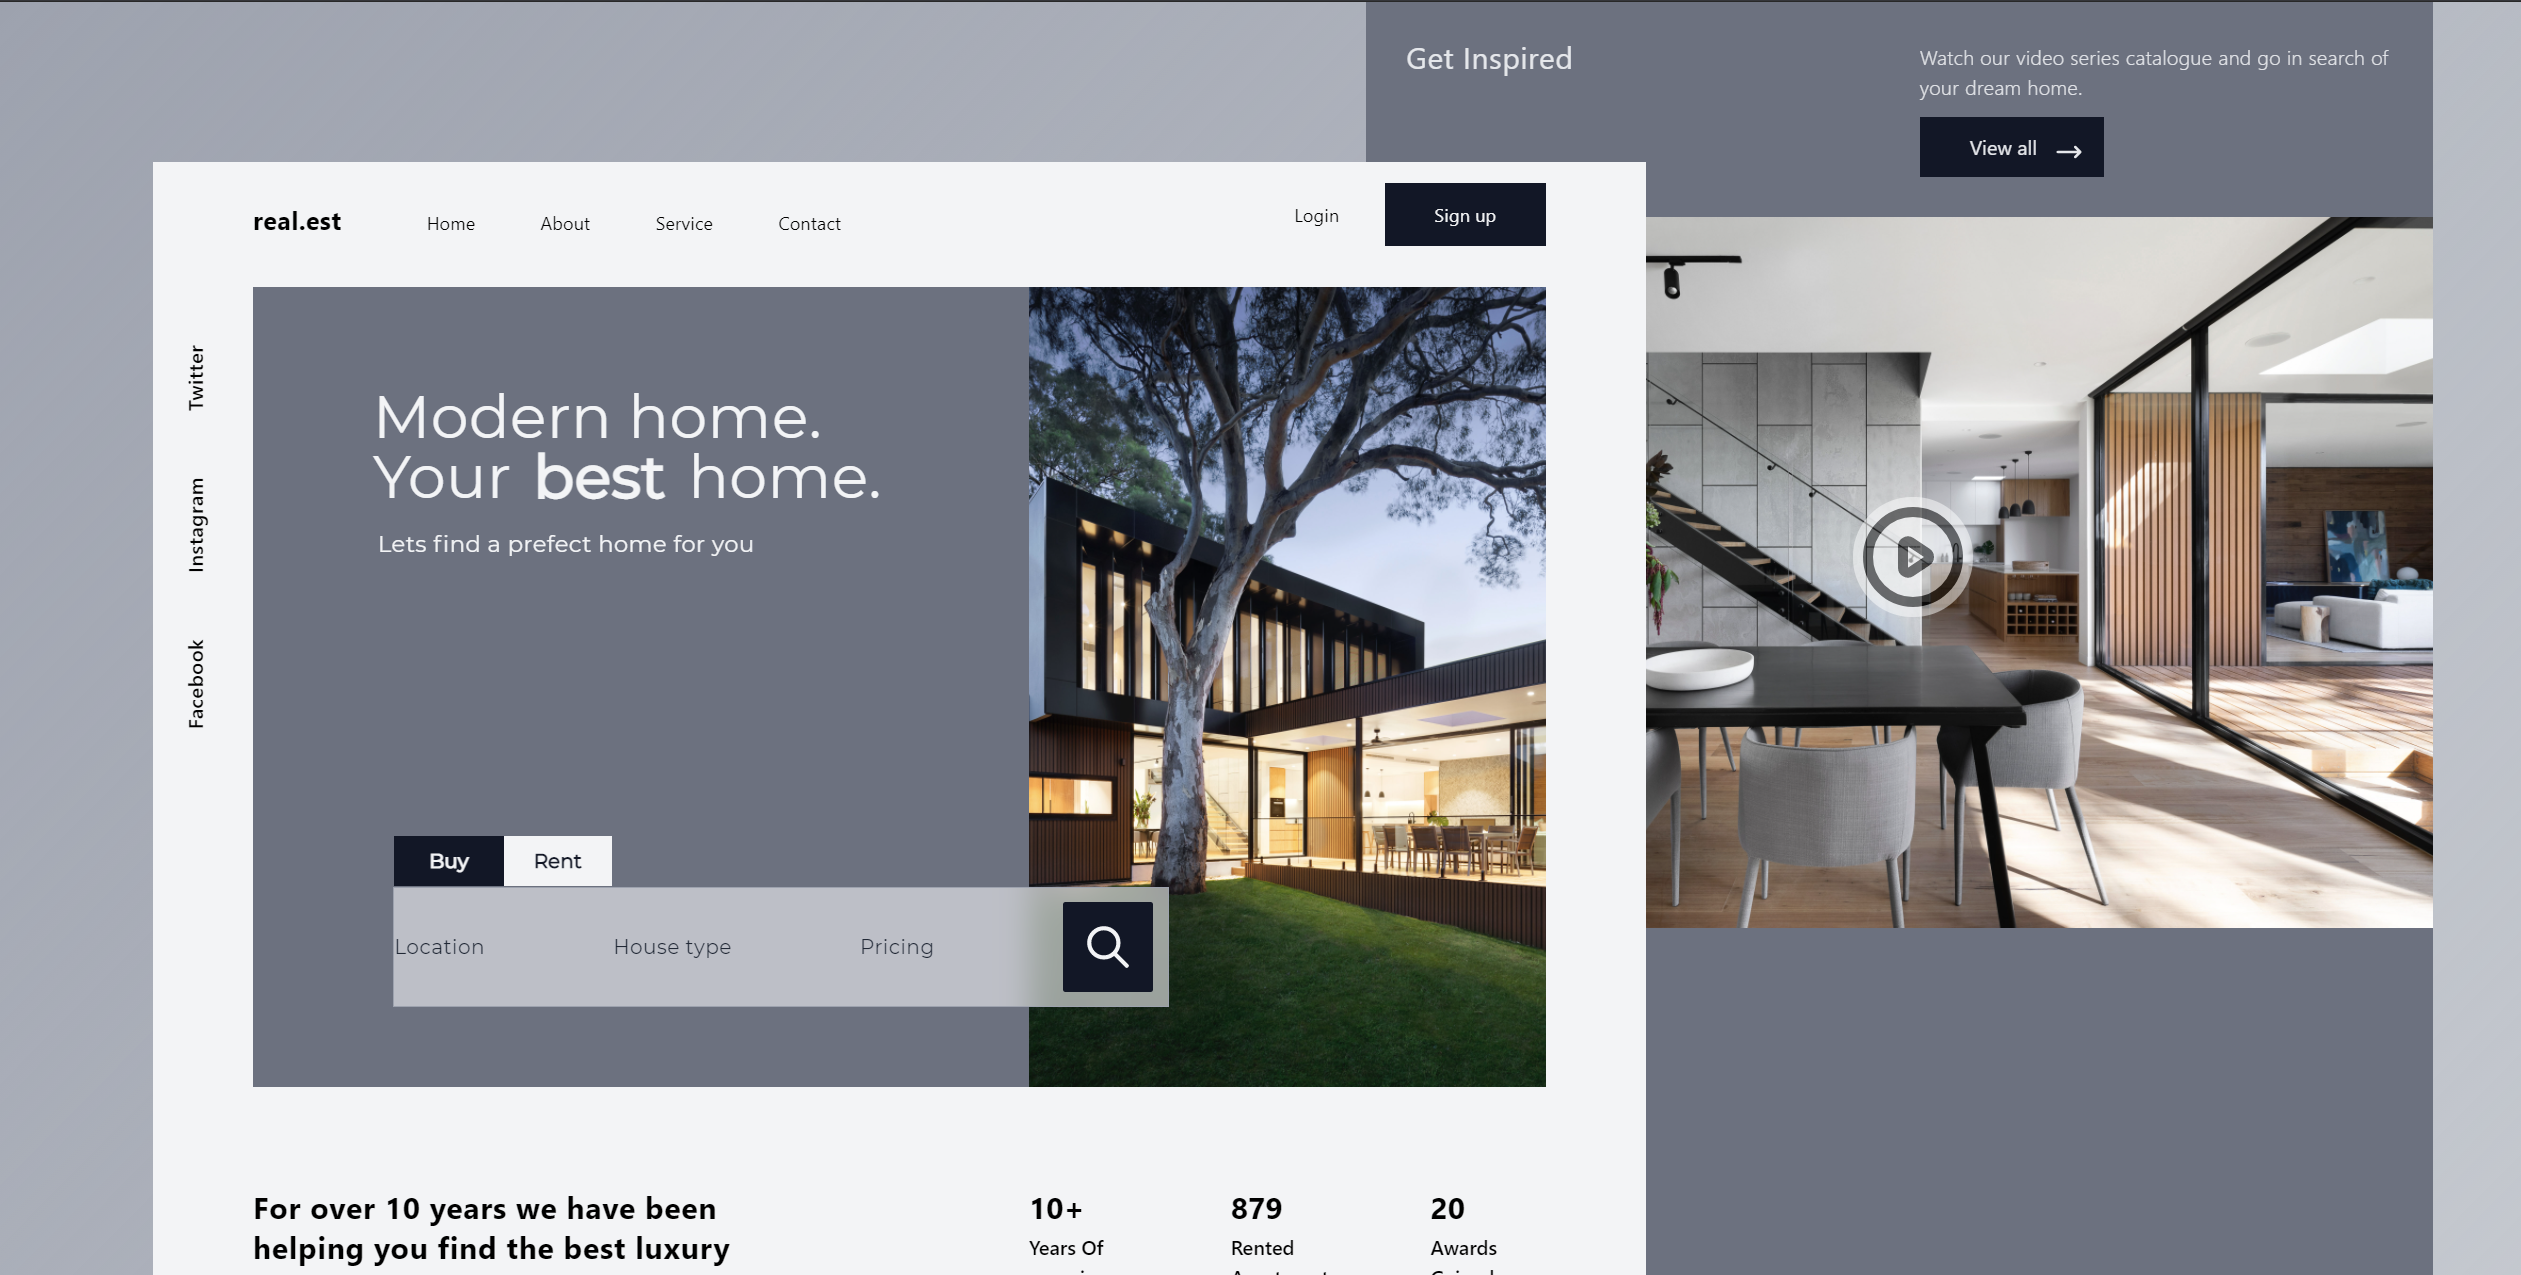 Get Inspired
Watch our video series catalogue and go in search of
your dream home.
View all
real.est
Home
About
Service
Contact
Login
Sign up
Twitter
Instagram
Facebook
Modern home.
Your best home.
Lets find a prefect home for you
Buy
Rent
Location
House type
Pricing
For over 10 years we have been
helping you find the best luxury
10+
Years Of
879
Rented
20
Awards